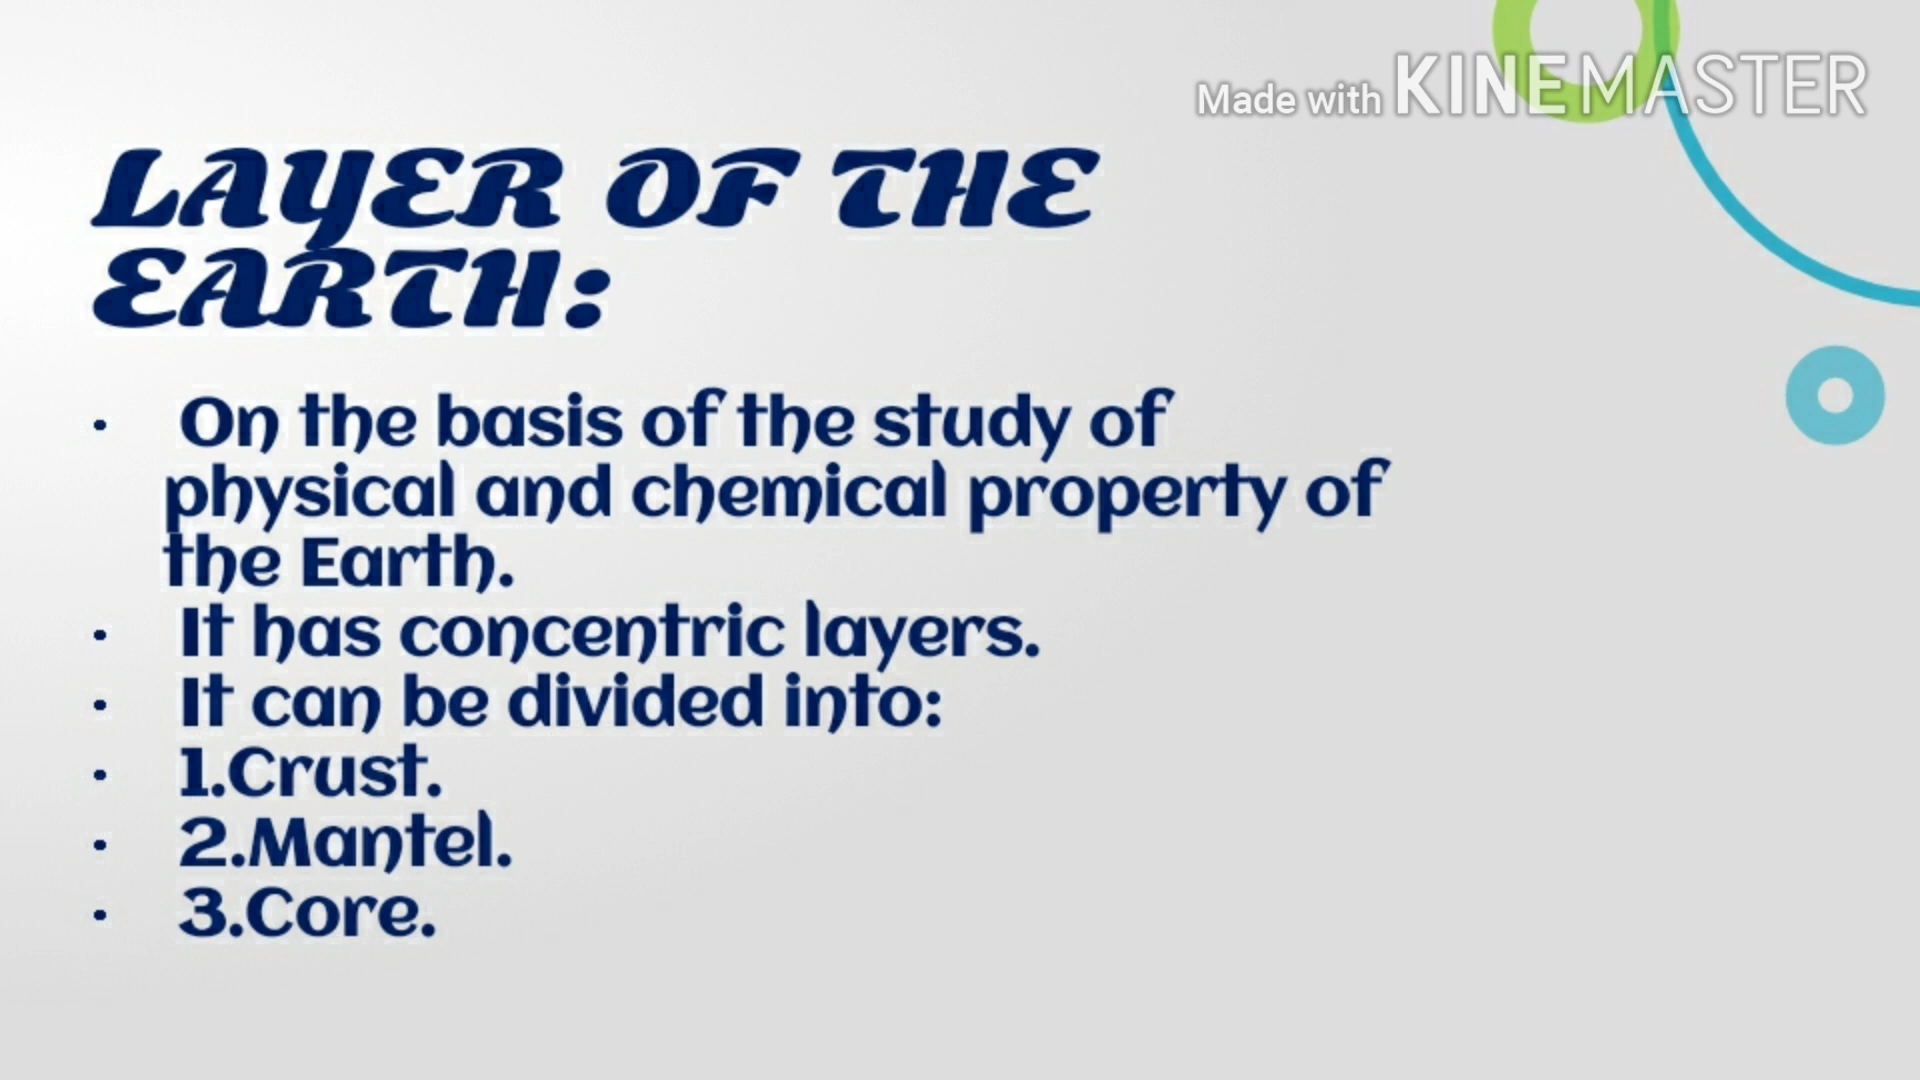 Made with KINEMASTER
LAYER OF THE
EARTH:
· On the basis of the study of
physical and chemical property of
the Earth.
· It has concentric layers.
· It can be divided into:
· 1.Crust.
· 2.Mantel.
· 3.Core.